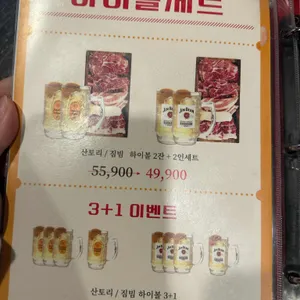 하이볼세트
산토리 / 짐빔 하이볼 2잔 + 2인세트
55,900 49,900
3+1 이벤트
산토리 / 짐빔 하이볼 3+1